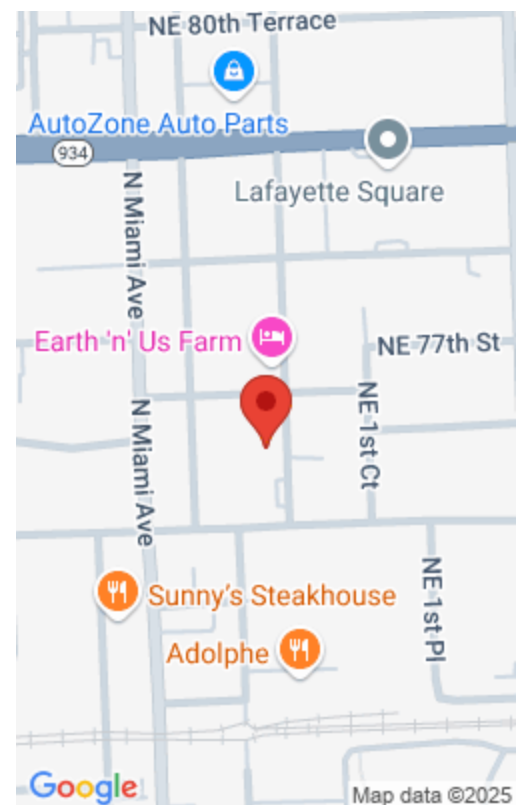 NE 80th Terrace
AutoZone Auto Parts
934
Lafayette Square
N Miami Ave
Earth 'n' Us Farm
NE 77th St
NE 1st Ct
N Miami Ave
Sunny's Steakhouse
NE 1st Pl
Adolphe
Google
Map data ©2025